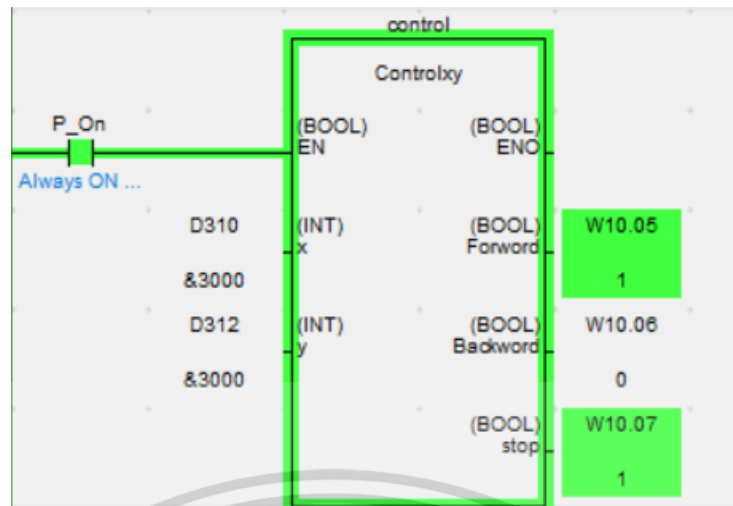 control
Controlxy
P_On
(BOOL) (BOOL)
EN ENO
Always ON ...
D310 (INT) (BOOL) W10.05
x Forword
&3000 1
D312 (INT) (BOOL) W10.06
y Backword
&3000 0
(BOOL) W10.07
stop
1